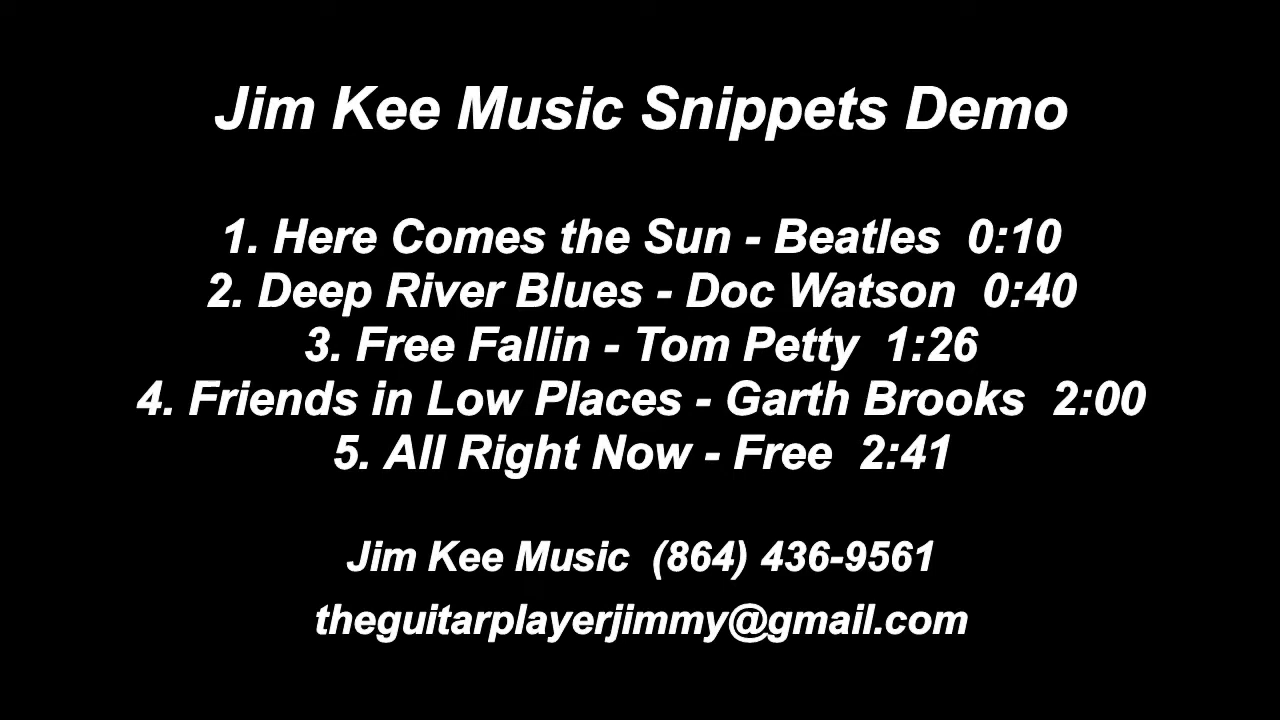 Jim Kee Music Snippets Demo
1. Here Comes the Sun - Beatles  0:10
2. Deep River Blues - Doc Watson  0:40
3. Free Fallin - Tom Petty  1:26
4. Friends in Low Places - Garth Brooks  2:00
5. All Right Now - Free  2:41
Jim Kee Music  (864) 436-9561
theguitarplayerjimmy@gmail.com